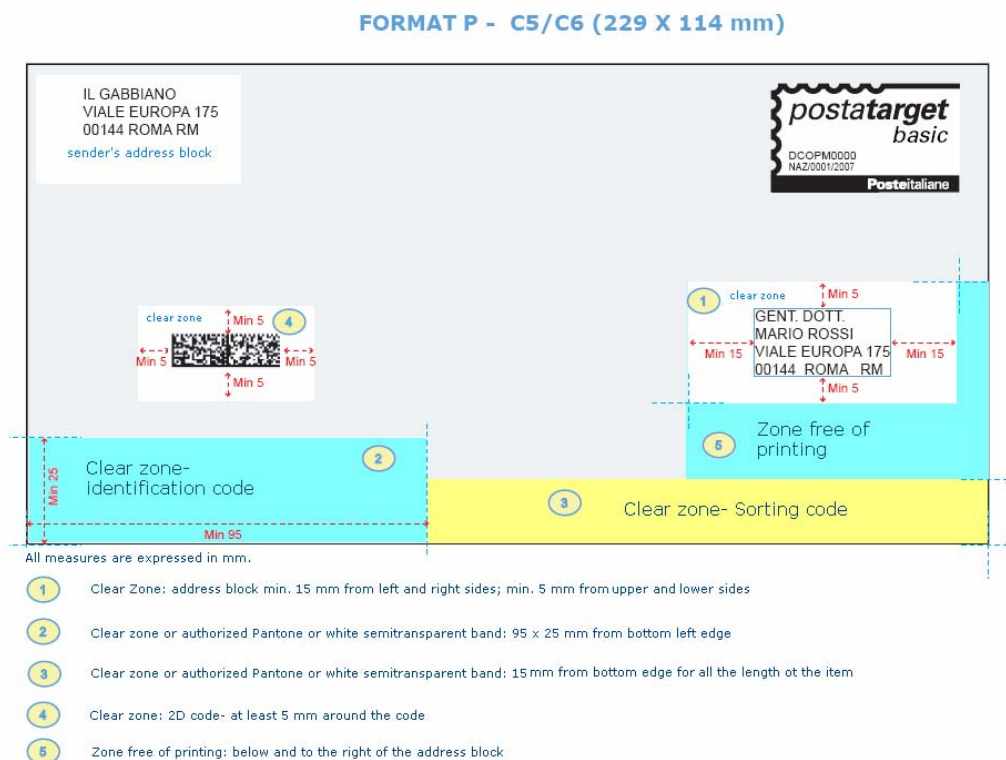 FORMAT P - C5/C6 (229 X 114 mm)
IL GABBIANO
VIALE EUROPA 175
00144 ROMA RM
sender's address block
postatarget
basic
DCOPM0000
NAZ/0001/2007
Posteitaliane
1
clear zone
Min 5
GENT. DOTT.
MARIO ROSSI
VIALE EUROPA 175
00144 ROMA RM
Min 15
Min 15
Min 5
clear zone
Min 5
4
Min 5
Min 5
Min 5
5
Zone free of
printing
Clear zone-
identification code
2
Min 25
Min 95
3
Clear zone- Sorting code
All measures are expressed in mm.
1 Clear Zone: address block min. 15 mm from left and right sides; min. 5 mm from upper and lower sides
2 Clear zone or authorized Pantone or white semitransparent band: 95 x 25 mm from bottom left edge
3 Clear zone or authorized Pantone or white semitransparent band: 15 mm from bottom edge for all the length ot the item
4 Clear zone: 2D code- at least 5 mm around the code
5 Zone free of printing: below and to the right of the address block